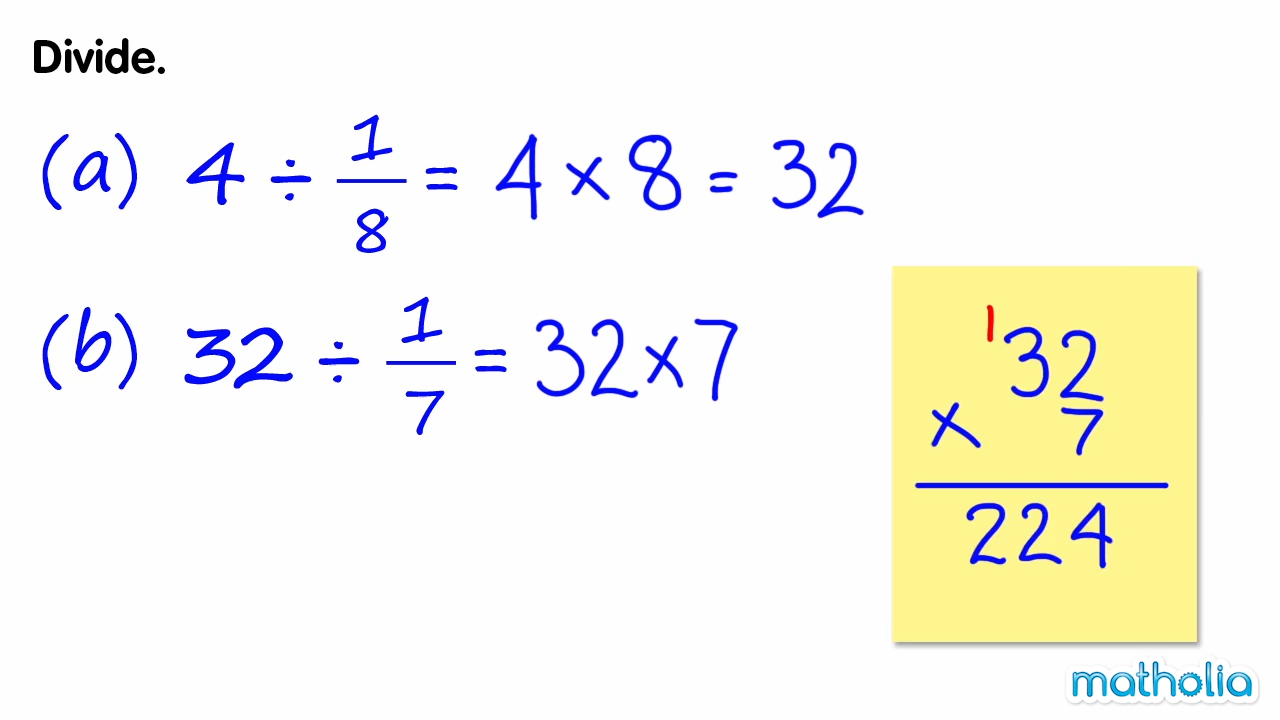 Divide.
(a) 4 ÷ 1/8 = 4 × 8 = 32
(b) 32 ÷ 1/7 = 32 × 7
1
32
× 7
224
matholia